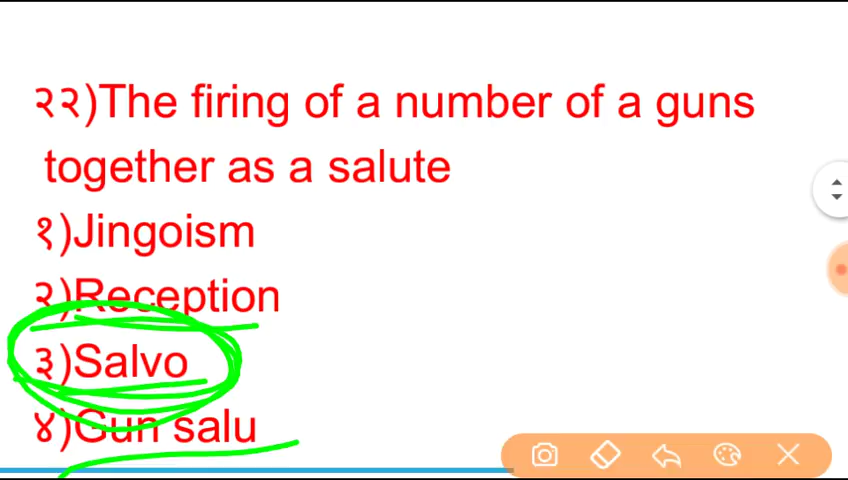 २२)The firing of a number of a guns
together as a salute
१)Jingoism
२)Reception
३)Salvo
४)Gun salu